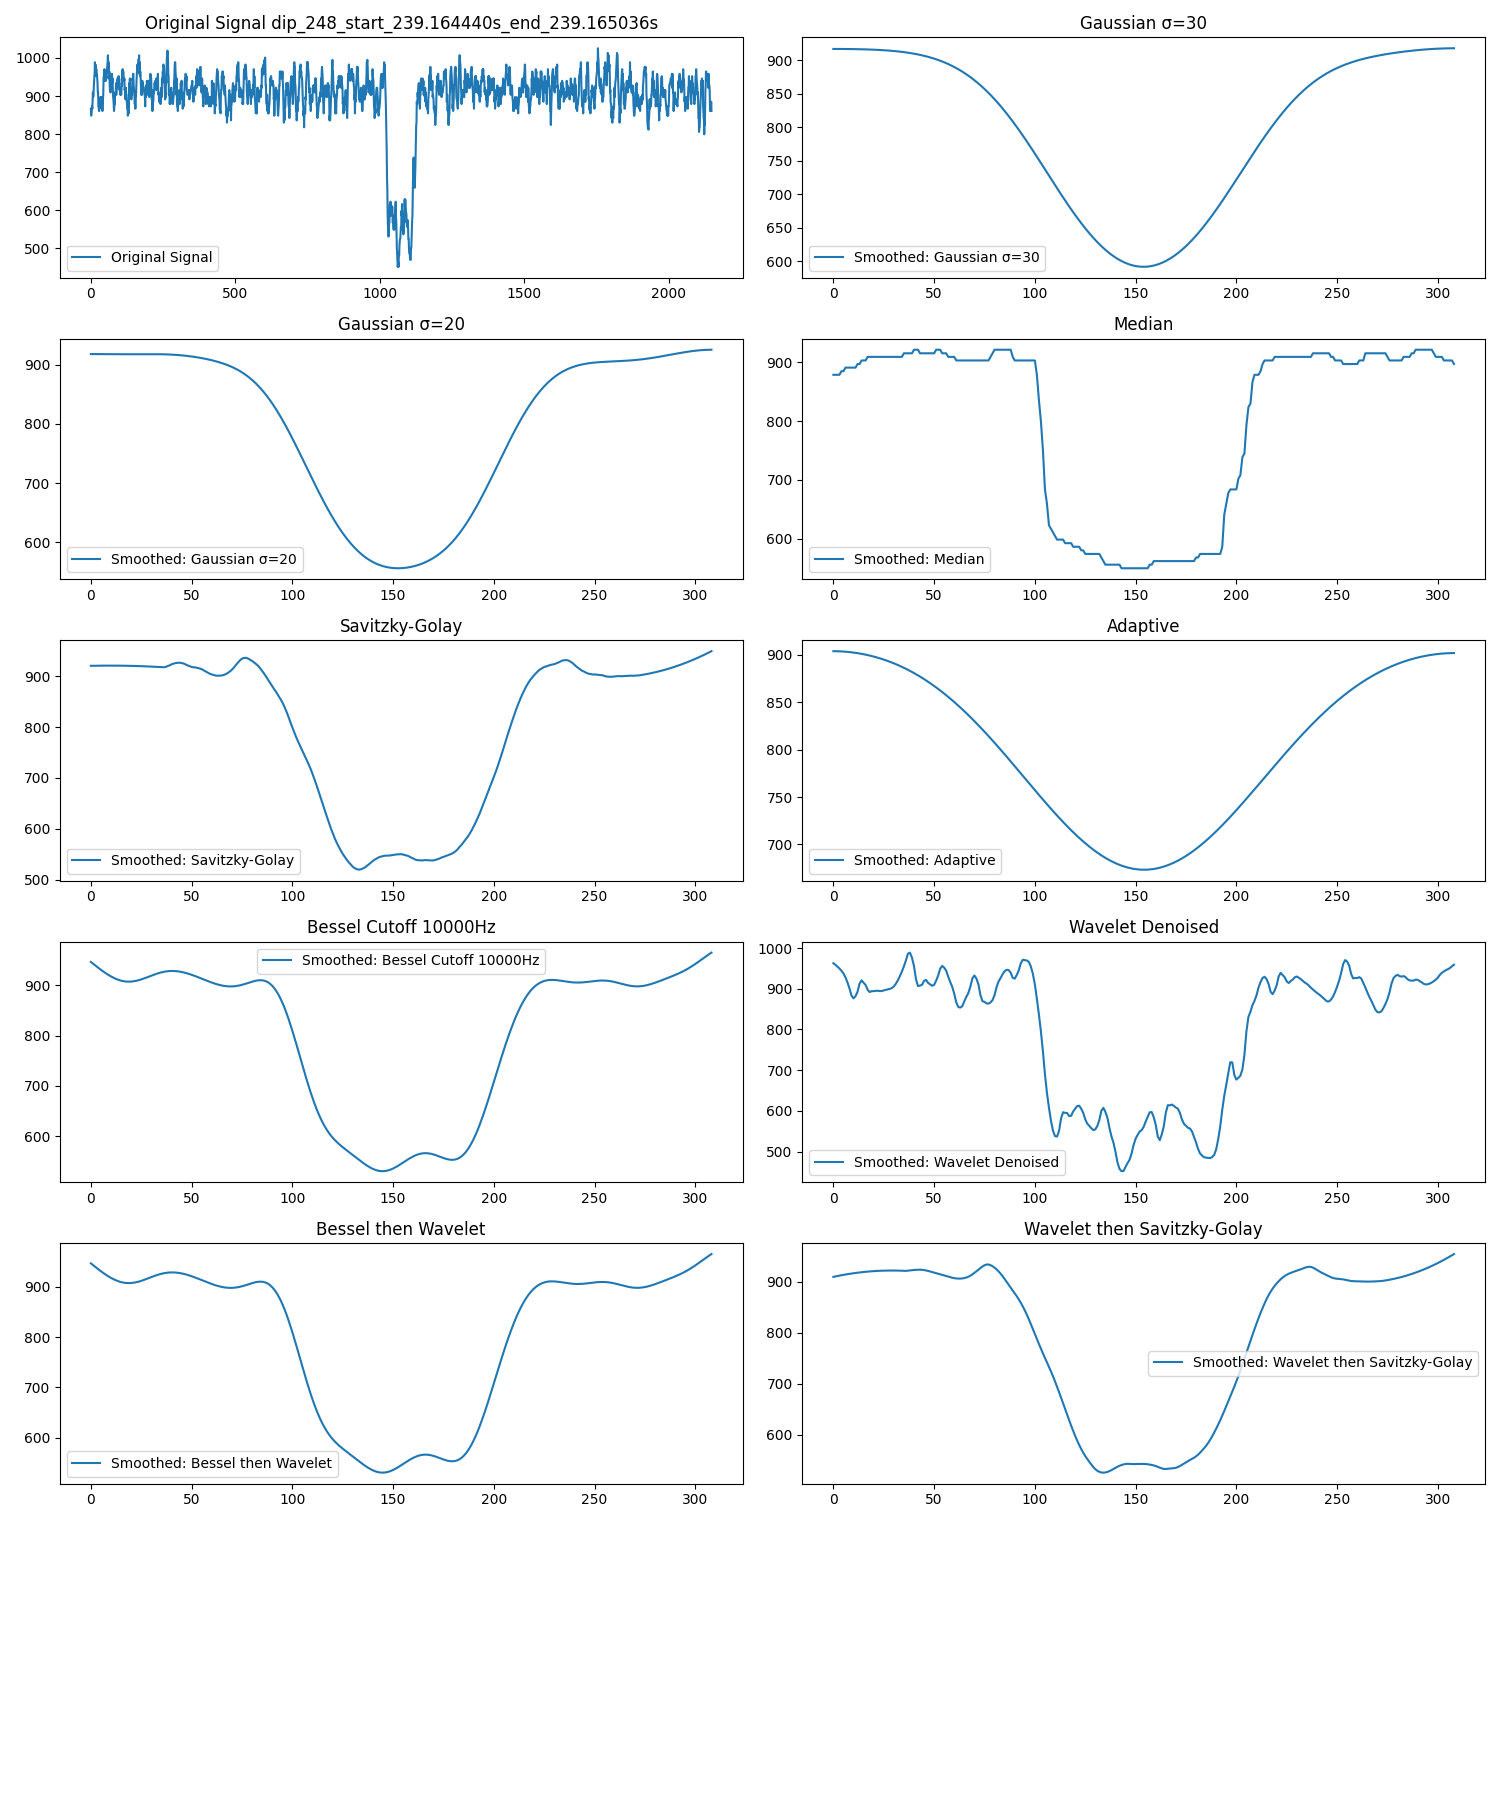 Original Signal dip_248_start_239.164440s_end_239.165036s
1000
900
800
700
600
500
Original Signal
0 500 1000 1500 2000
Gaussian σ=30
900
850
800
750
700
650
600
Smoothed: Gaussian σ=30
0 50 100 150 200 250 300
Gaussian σ=20
900
800
700
600
Smoothed: Gaussian σ=20
0 50 100 150 200 250 300
Median
900
800
700
600
Smoothed: Median
0 50 100 150 200 250 300
Savitzky-Golay
900
800
700
600
500
Smoothed: Savitzky-Golay
0 50 100 150 200 250 300
Adaptive
900
850
800
750
700
Smoothed: Adaptive
0 50 100 150 200 250 300
Bessel Cutoff 10000Hz
Smoothed: Bessel Cutoff 10000Hz
900
800
700
600
0 50 100 150 200 250 300
Wavelet Denoised
1000
900
800
700
600
500
Smoothed: Wavelet Denoised
0 50 100 150 200 250 300
Bessel then Wavelet
900
800
700
600
Smoothed: Bessel then Wavelet
0 50 100 150 200 250 300
Wavelet then Savitzky-Golay
900
800
700
600
Smoothed: Wavelet then Savitzky-Golay
0 50 100 150 200 250 300